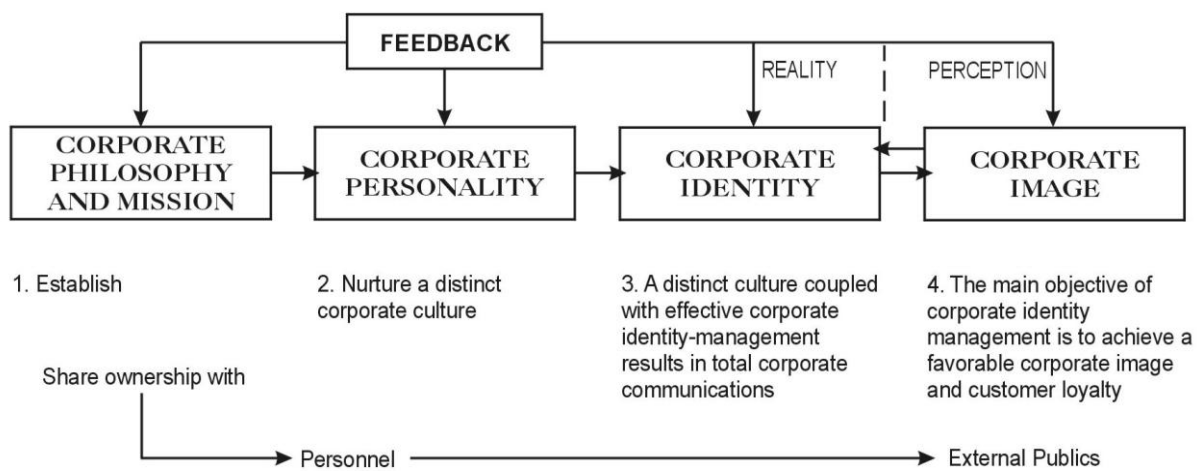 FEEDBACK
REALITY
PERCEPTION
CORPORATE
PHILOSOPHY
AND MISSION
CORPORATE
PERSONALITY
CORPORATE
IDENTITY
CORPORATE
IMAGE
1. Establish
2. Nurture a distinct
corporate culture
3. A distinct culture coupled
with effective corporate
identity-management
results in total corporate
communications
4. The main objective of
corporate identity
management is to achieve a
favorable corporate image
and customer loyalty
Share ownership with
Personnel
External Publics